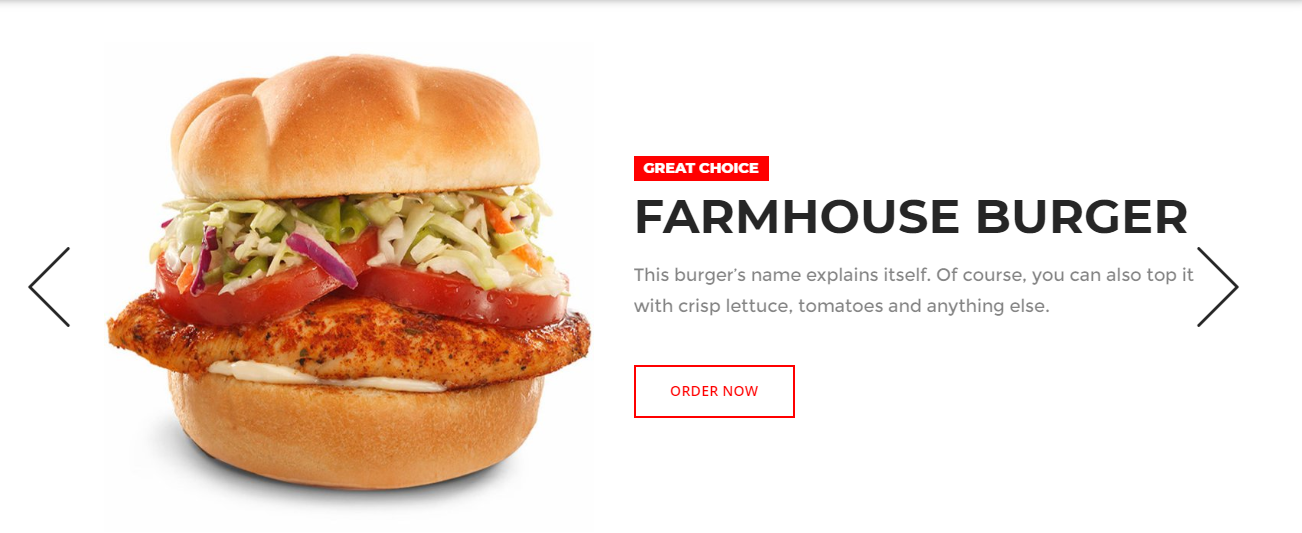 GREAT CHOICE
FARMHOUSE BURGER
This burger's name explains itself. Of course, you can also top it
with crisp lettuce, tomatoes and anything else.
ORDER NOW